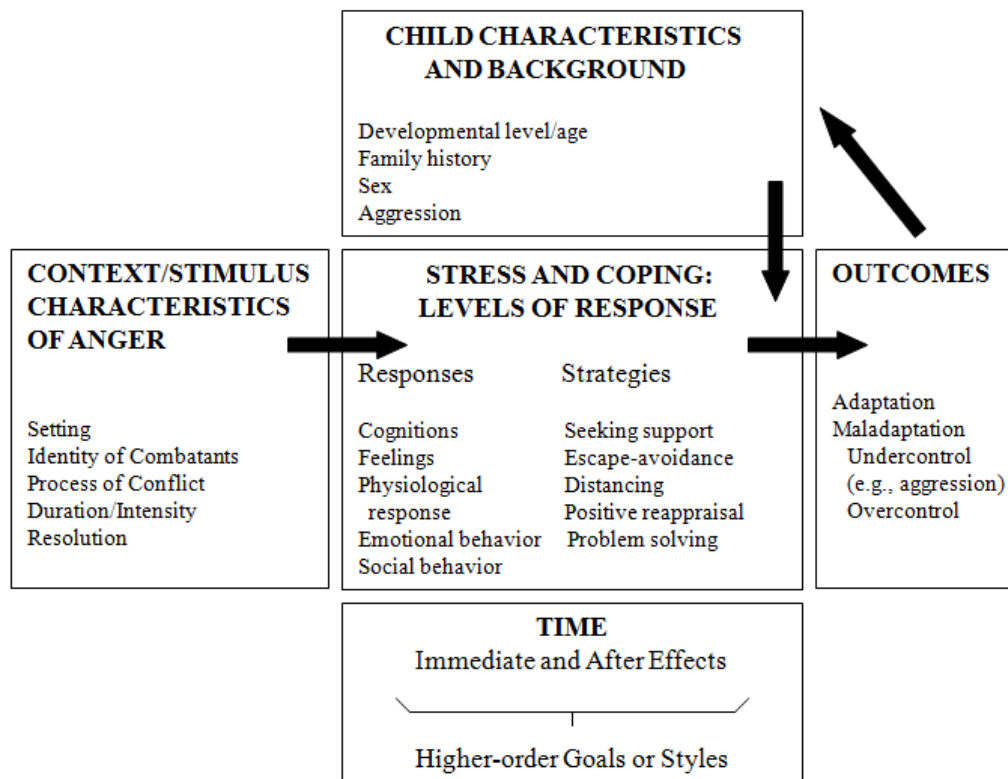 CHILD CHARACTERISTICS
AND BACKGROUND
Developmental level/age
Family history
Sex
Aggression
CONTEXT/STIMULUS
CHARACTERISTICS
OF ANGER
Setting
Identity of Combatants
Process of Conflict
Duration/Intensity
Resolution
STRESS AND COPING:
LEVELS OF RESPONSE
Responses
Cognitions
Feelings
Physiological
response
Emotional behavior
Social behavior
Strategies
Seeking support
Escape-avoidance
Distancing
Positive reappraisal
Problem solving
OUTCOMES
Adaptation
Maladaptation
Undercontrol
(e.g., aggression)
Overcontrol
TIME
Immediate and After Effects
Higher-order Goals or Styles